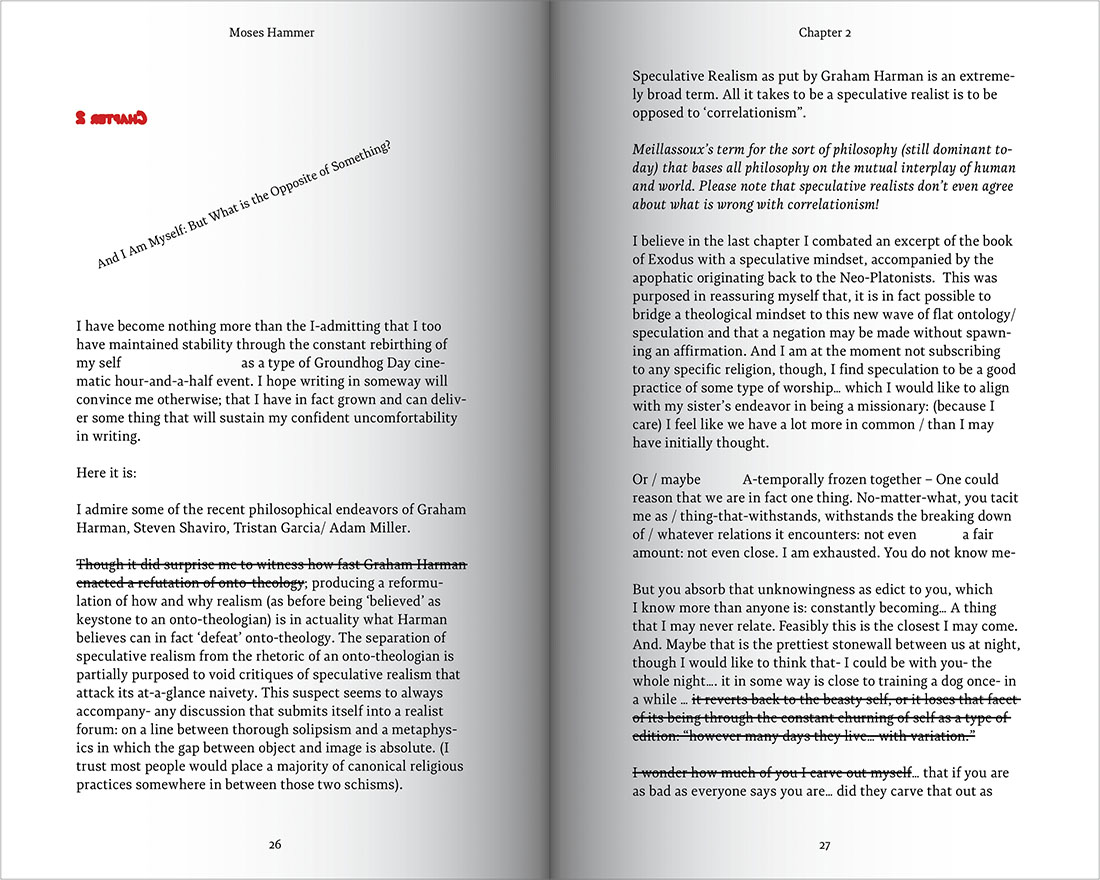 Moses Hammer
Chapter 2
And I Am Myself: But What is the Opposite of Something?
I have become nothing more than the I-admitting that I too
have maintained stability through the constant rebirthing of
my self as a type of Groundhog Day cine-
matic hour-and-a-half event. I hope writing in someway will
convince me otherwise; that I have in fact grown and can deliv-
er some thing that will sustain my confident uncomfortability
in writing.
Here it is:
I admire some of the recent philosophical endeavors of Graham
Harman, Steven Shaviro, Tristan Garcia/ Adam Miller.
Though it did surprise me to witness how fast Graham Harman
enacted a refutation of onto-theology; producing a reformu-
lation of how and why realism (as before being ‘believed’ as
keystone to an onto-theologian) is in actuality what Harman
believes can in fact ‘defeat’ onto-theology. The separation of
speculative realism from the rhetoric of an onto-theologian is
partially purposed to void critiques of speculative realism that
attack its at-a-glance naivety. This suspect seems to always
accompany- any discussion that submits itself into a realist
forum: on a line between thorough solipsism and a metaphys-
ics in which the gap between object and image is absolute. (I
trust most people would place a majority of canonical religious
practices somewhere in between those two schisms).
26
Chapter 2
Speculative Realism as put by Graham Harman is an extreme-
ly broad term. All it takes to be a speculative realist is to be
opposed to ‘correlationism”.
Meillassoux’s term for the sort of philosophy (still dominant to-
day) that bases all philosophy on the mutual interplay of human
and world. Please note that speculative realists don’t even agree
about what is wrong with correlationism!
I believe in the last chapter I combated an excerpt of the book
of Exodus with a speculative mindset, accompanied by the
apophatic originating back to the Neo-Platonists. This was
purposed in reassuring myself that, it is in fact possible to
bridge a theological mindset to this new wave of flat ontology/
speculation and that a negation may be made without spawn-
ing an affirmation. And I am at the moment not subscribing
to any specific religion, though, I find speculation to be a good
practice of some type of worship... which I would like to align
with my sister’s endeavor in being a missionary: (because I
care) I feel like we have a lot more in common / than I may
have initially thought.
Or / maybe A-temporally frozen together – One could
reason that we are in fact one thing. No-matter-what, you tacit
me as / thing-that-withstands, withstands the breaking down
of / whatever relations it encounters: not even a fair
amount: not even close. I am exhausted. You do not know me-
But you absorb that unknowingness as edict to you, which
I know more than anyone is: constantly becoming... A thing
that I may never relate. Feasibly this is the closest I may come.
And. Maybe that is the prettiest stonewall between us at night,
though I would like to think that- I could be with you- the
whole night.... it in some way is close to training a dog once- in
a while ... it reverts back to the beasty self, or it loses that facet
of its being through the constant churning of self as a type of
edition: “however many days they live... with variation.”
I wonder how much of you I carve out myself... that if you are
as bad as everyone says you are... did they carve that out as
27